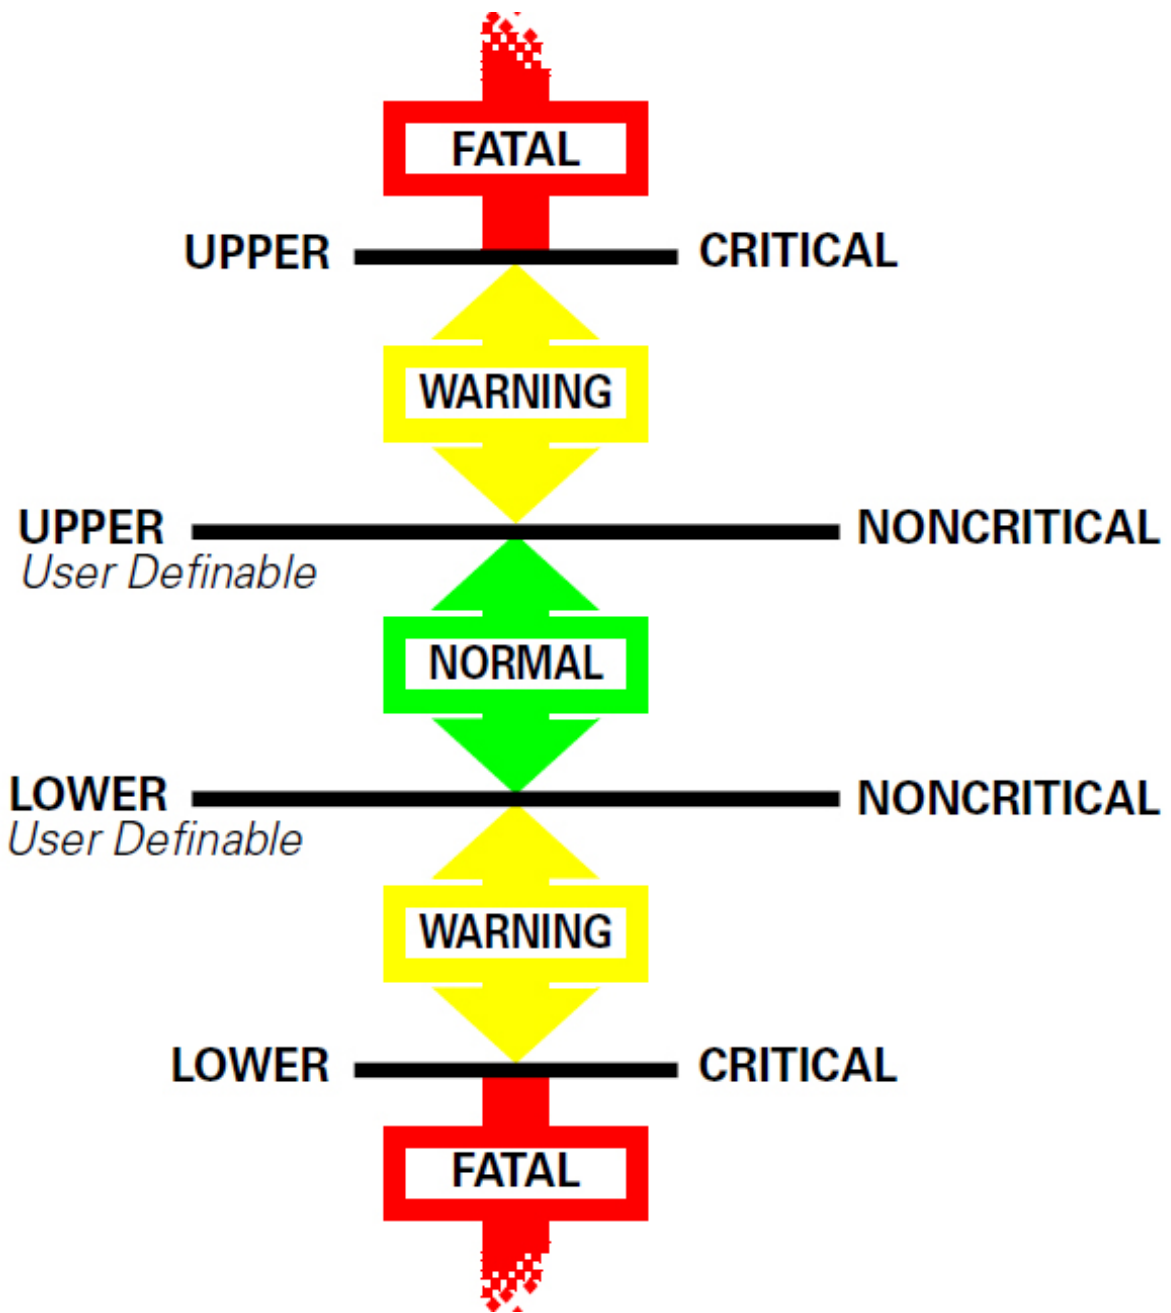 FATAL
UPPER CRITICAL
WARNING
UPPER NONCRITICAL
User Definable
NORMAL
LOWER NONCRITICAL
User Definable
WARNING
LOWER CRITICAL
FATAL